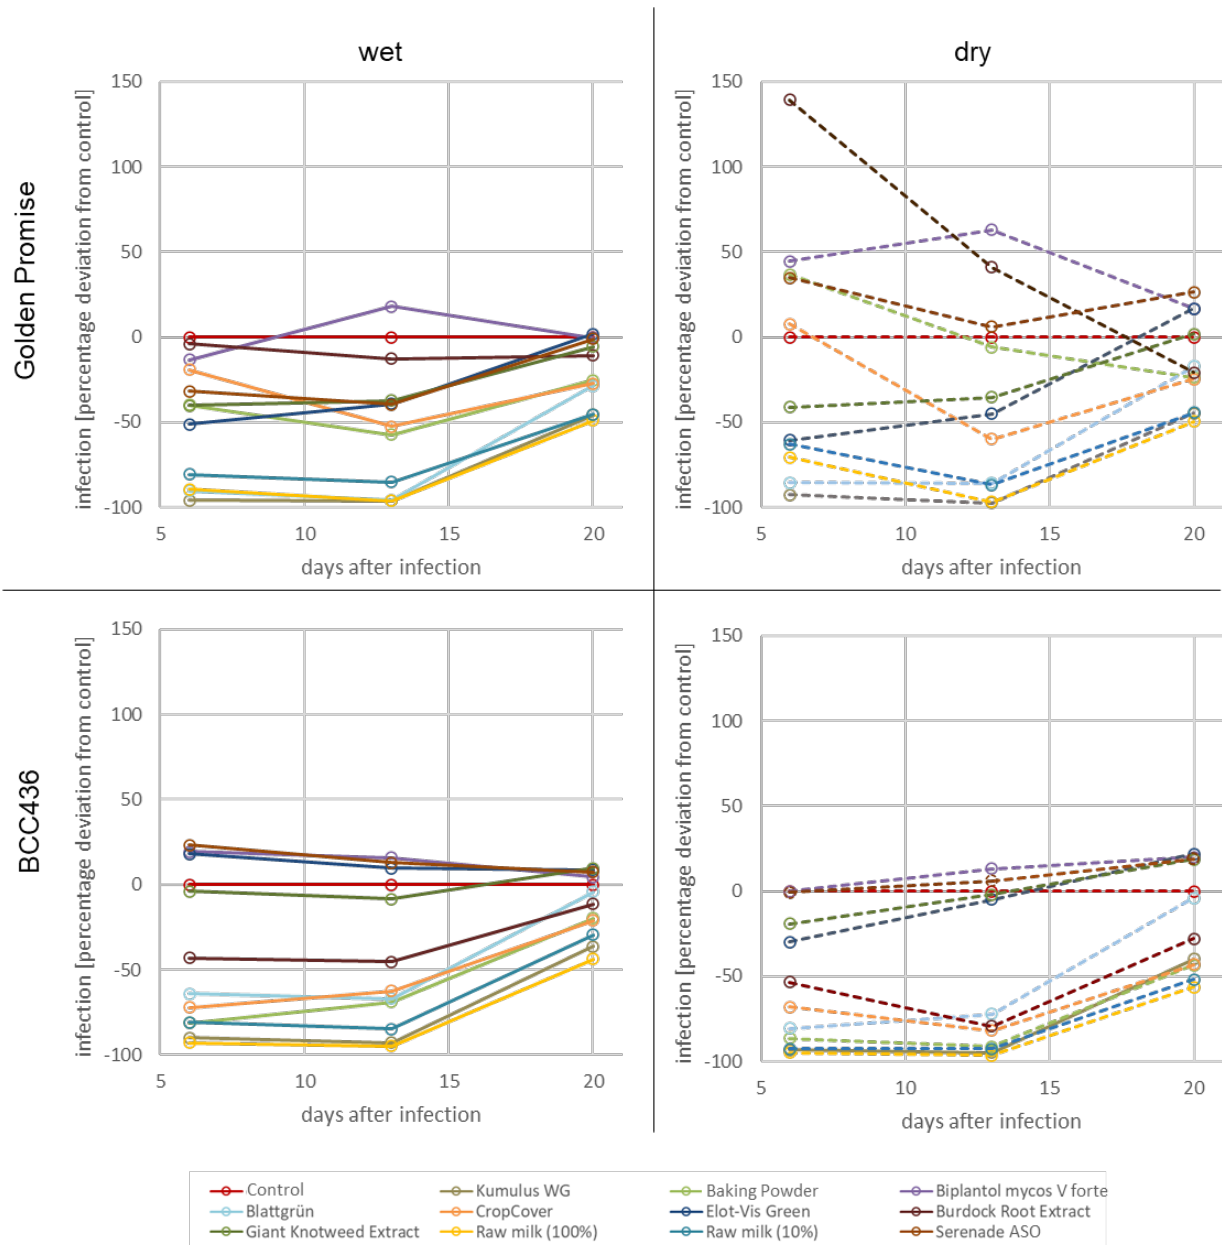 wet
dry
Golden Promise
infection [percentage deviation from control]
150
100
50
0
-50
-100
5
10
15
20
days after infection
infection [percentage deviation from control]
150
100
50
0
-50
-100
5
10
15
20
days after infection
BCC436
infection [percentage deviation from control]
150
100
50
0
-50
-100
5
10
15
20
days after infection
infection [percentage deviation from control]
150
100
50
0
-50
-100
5
10
15
20
days after infection
Control
Kumulus WG
Baking Powder
Biplantol mycos V forte
Blattgrün
CropCover
Elot-Vis Green
Burdock Root Extract
Giant Knotweed Extract
Raw milk (100%)
Raw milk (10%)
Serenade ASO